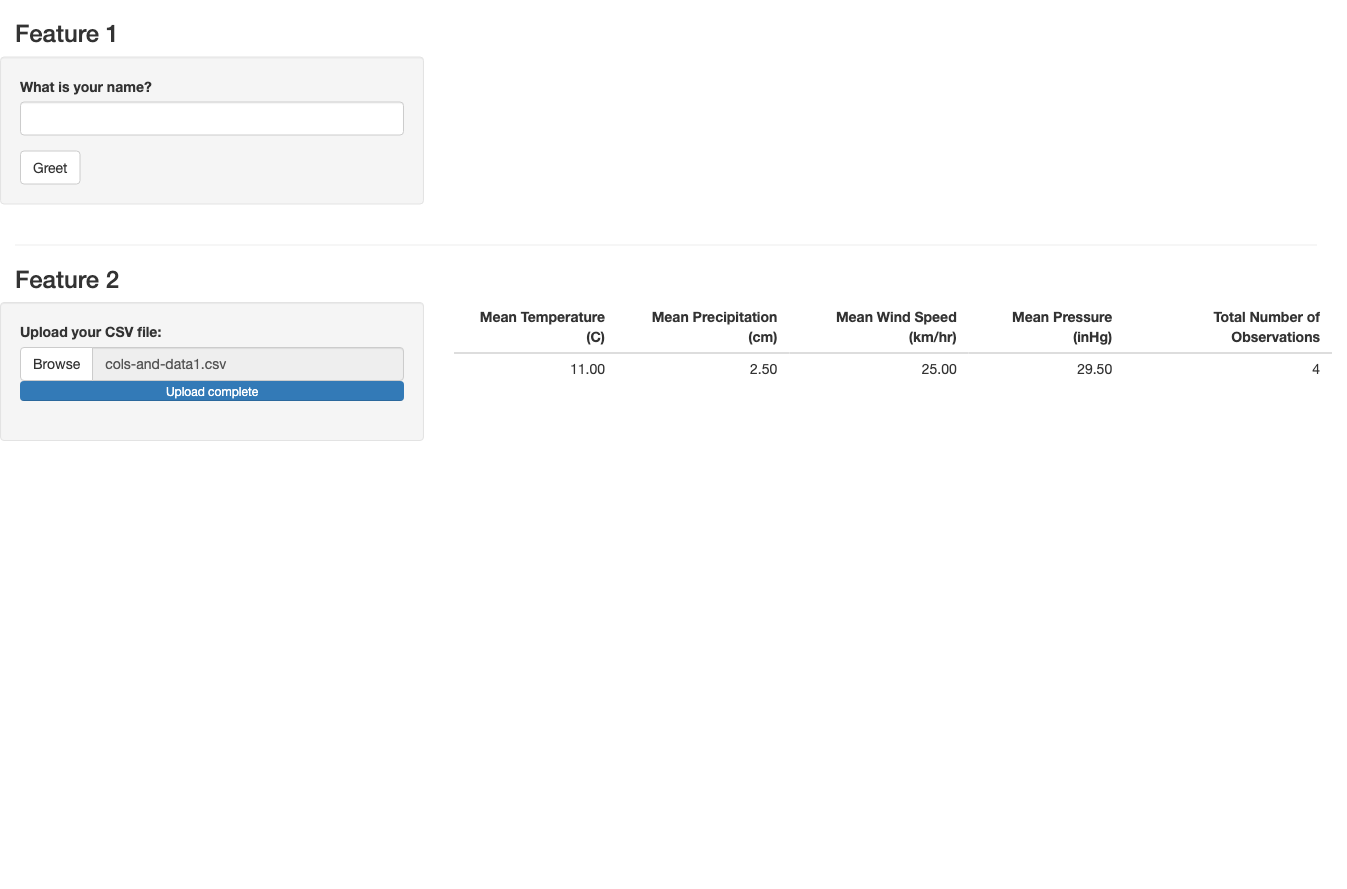 Feature 1
What is your name?
Greet
Feature 2
Upload your CSV file:
Browse cols-and-data1.csv
Upload complete
Mean Temperature Mean Precipitation Mean Wind Speed Mean Pressure Total Number of
(C) (cm) (km/hr) (inHg) Observations
11.00 2.50 25.00 29.50 4